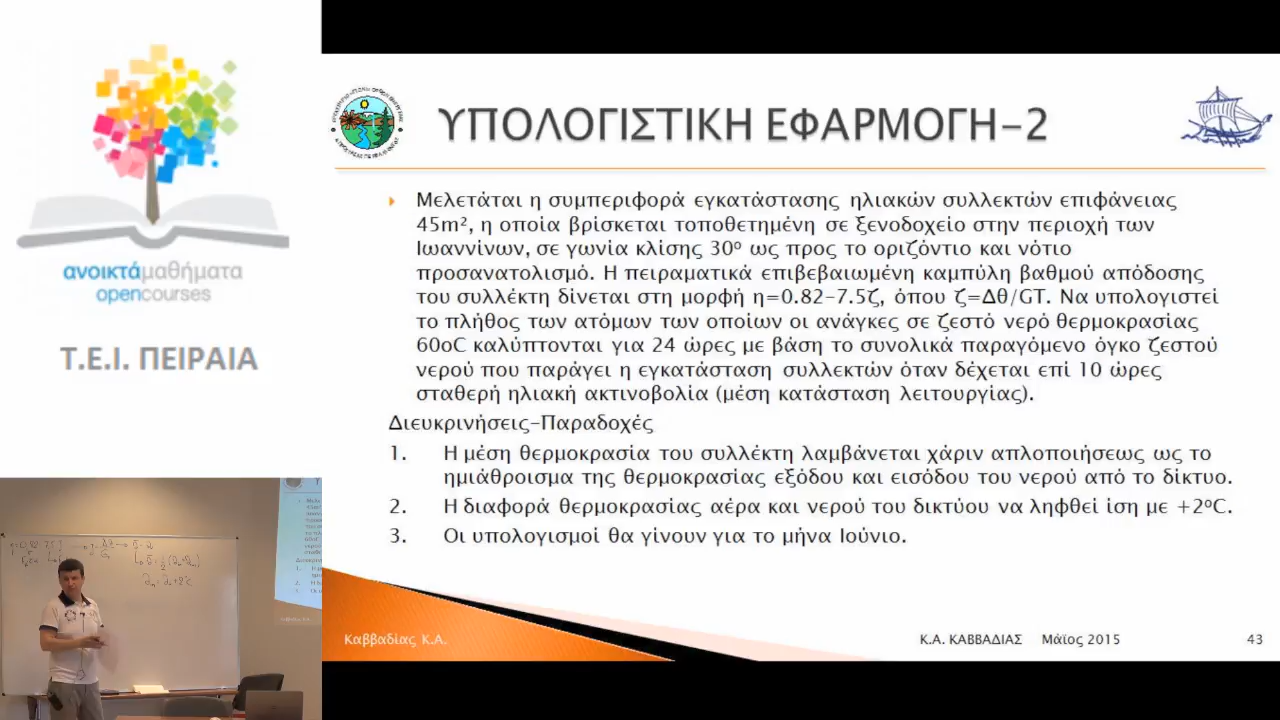 ανοικτάμαθήματα
opencourses
Τ.Ε.Ι. ΠΕΙΡΑΙΑ
ΥΠΟΛΟΓΙΣΤΙΚΗ ΕΦΑΡΜΟΓΗ-2
Μελετάται η συμπεριφορά εγκατάστασης ηλιακών συλλεκτών επιφάνειας
45m², η οποία βρίσκεται τοποθετημένη σε ξενοδοχείο στην περιοχή των
Ιωαννίνων, σε γωνία κλίσης 30º ως προς το οριζόντιο και νότιο
προσανατολισμό. Η πειραματικά επιβεβαιωμένη καμπύλη βαθμού απόδοσης
του συλλέκτη δίνεται στη μορφή η=0.82-7.5ζ, όπου ζ=Δθ/GT. Να υπολογιστεί
το πλήθος των ατόμων των οποίων οι ανάγκες σε ζεστό νερό θερμοκρασίας
60οC καλύπτονται για 24 ώρες με βάση το συνολικά παραγόμενο όγκο ζεστού
νερού που παράγει η εγκατάσταση συλλεκτών όταν δέχεται επί 10 ώρες
σταθερή ηλιακή ακτινοβολία (μέση κατάσταση λειτουργίας).
Διευκρινήσεις-Παραδοχές
1. Η μέση θερμοκρασία του συλλέκτη λαμβάνεται χάριν απλοποιήσεως ως το
ημιάθροισμα της θερμοκρασίας εξόδου και εισόδου του νερού από το δίκτυο.
2. Η διαφορά θερμοκρασίας αέρα και νερού του δικτύου να ληφθεί ίση με +2ºC.
3. Οι υπολογισμοί θα γίνουν για το μήνα Ιούνιο.
Καββαδίας Κ.Α.
Κ.Α. ΚΑΒΒΑΔΙΑΣ Μάϊος 2015
43